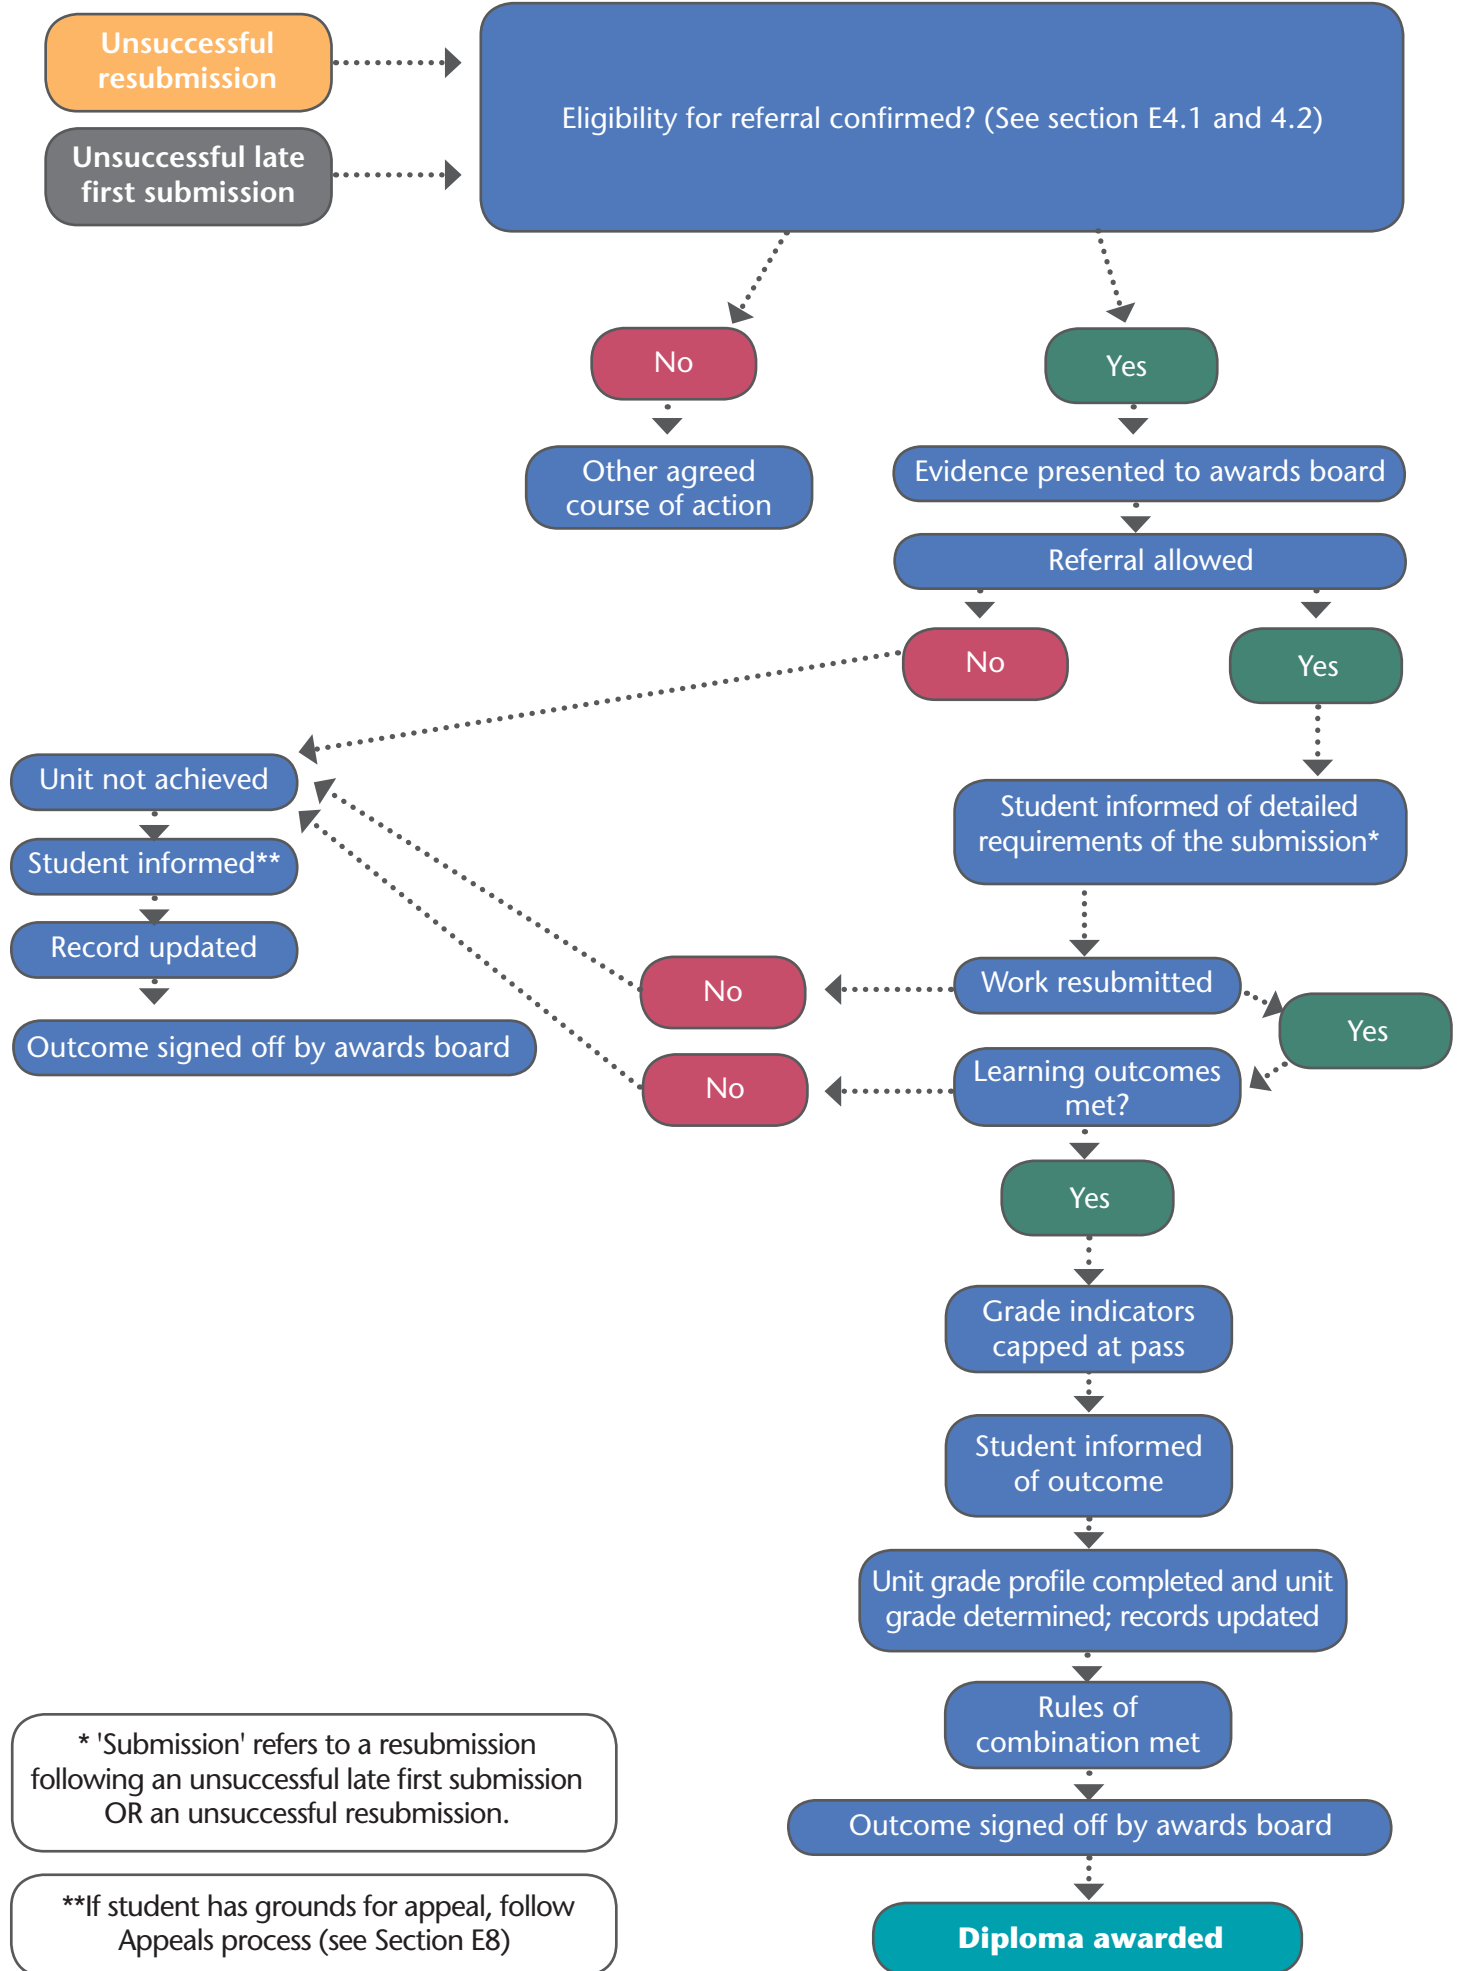 Unsuccessful
resubmission
Eligibility for referral confirmed? (See section E4.1 and 4.2)
Unsuccessful late
first submission
No
Yes
Other agreed
course of action
Evidence presented to awards board
Referral allowed
No
Yes
Unit not achieved
Student informed of detailed
requirements of the submission*
Student informed**
Record updated
Work resubmitted
No
Yes
Outcome signed off by awards board
Learning outcomes
met?
No
Yes
Grade indicators
capped at pass
Student informed
of outcome
Unit grade profile completed and unit
grade determined; records updated
Rules of
combination met
Outcome signed off by awards board
Diploma awarded
* 'Submission' refers to a resubmission
following an unsuccessful late first submission
OR an unsuccessful resubmission.
**If student has grounds for appeal, follow
Appeals process (see Section E8)